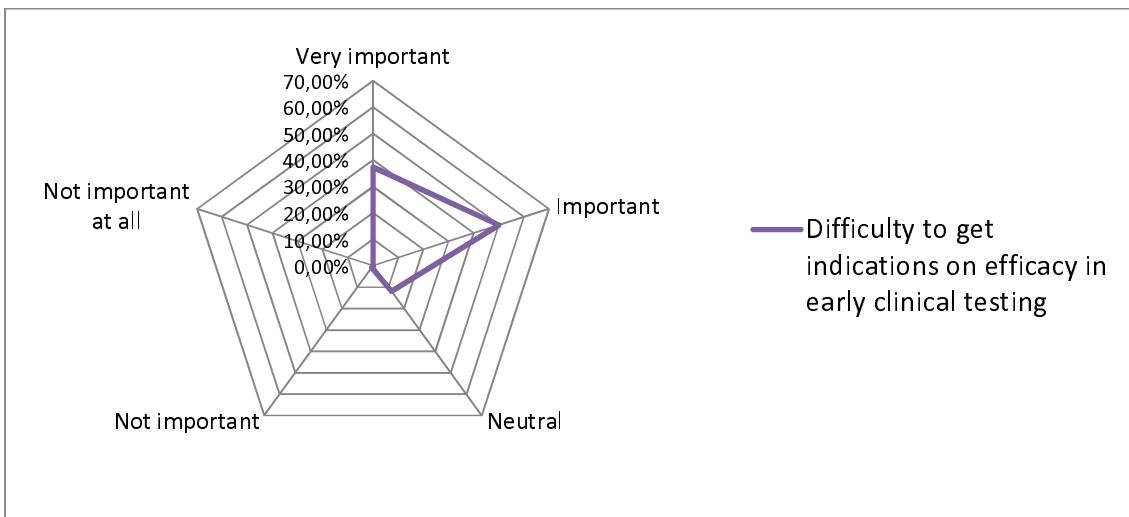 Very important
70,00%
60,00%
50,00%
40,00%
30,00%
20,00%
10,00%
0,00%
Important
Neutral
Not important
Not important
at all
Difficulty to get
indications on efficacy in
early clinical testing